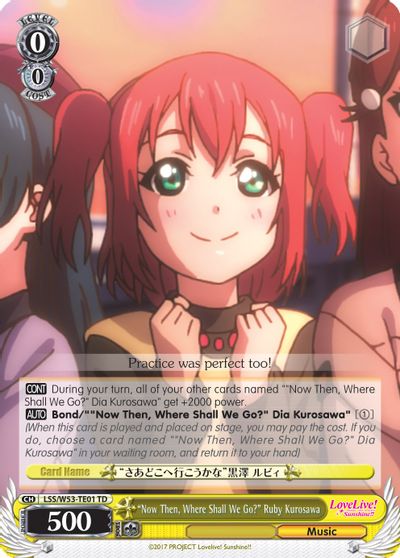 LEVEL
0
0
COST
Practice was perfect too!
CONT During your turn, all of your other cards named ""Now Then, Where
Shall We Go?" Dia Kurosawa" get +2000 power.
AUTO Bond/""Now Then, Where Shall We Go?" Dia Kurosawa" [①]
(When this card is played and placed on stage, you may pay the cost. If you
do, choose a card named ""Now Then, Where Shall We Go?" Dia Kurosawa"
in your waiting room, and return it to your hand)
Card Name
“さあどこへ行こうかな”黒澤 ルビィ
CH LSS/W53-TE01 TD
"Now Then, Where Shall We Go?" Ruby Kurosawa
LoveLive!
Sunshine!!
500
Music
©2017 PROJECT Lovelive! Sunshine!!